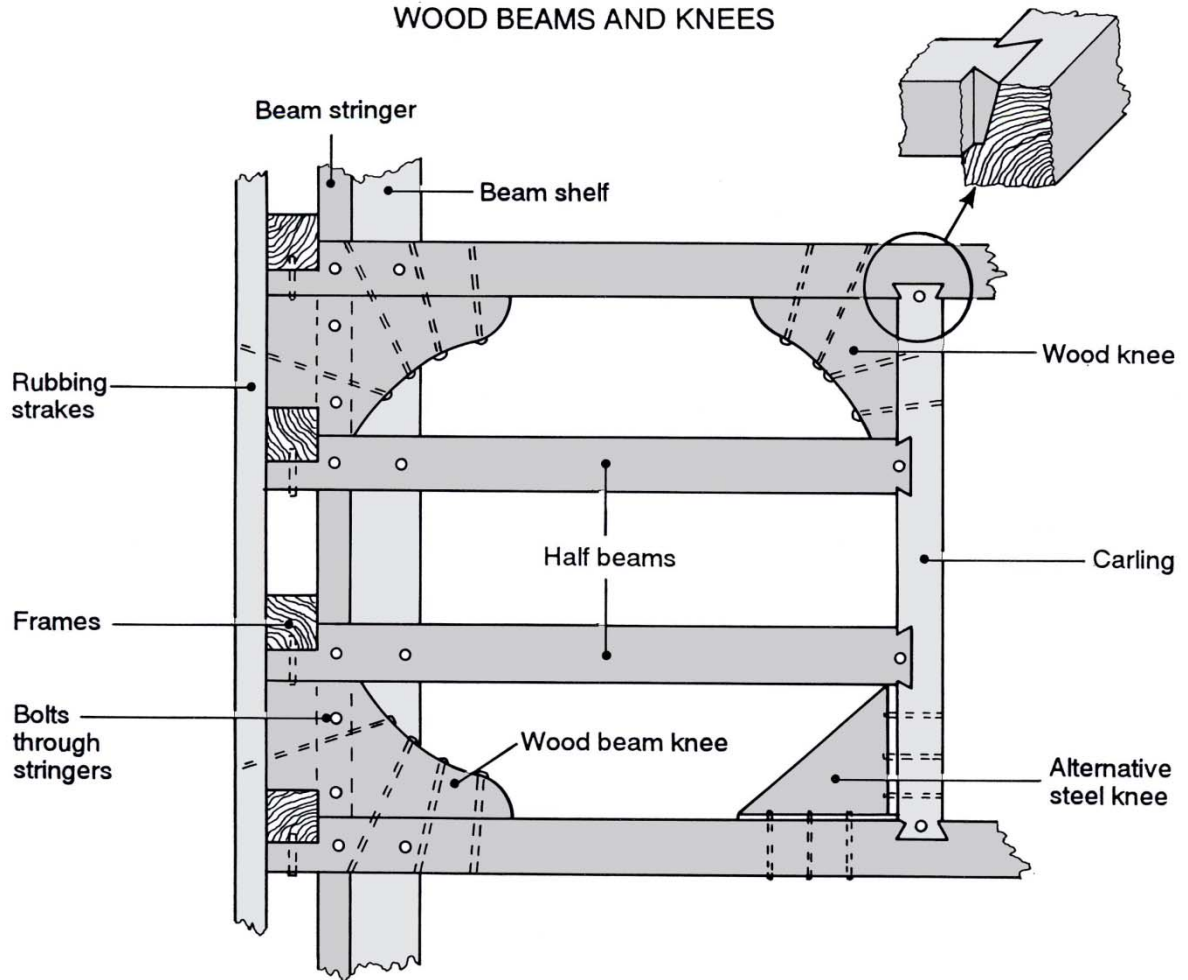 WOOD BEAMS AND KNEES
Beam stringer
Beam shelf
Wood knee
Rubbing
strakes
Half beams
Carling
Frames
Bolts
through
stringers
Wood beam knee
Alternative
steel knee